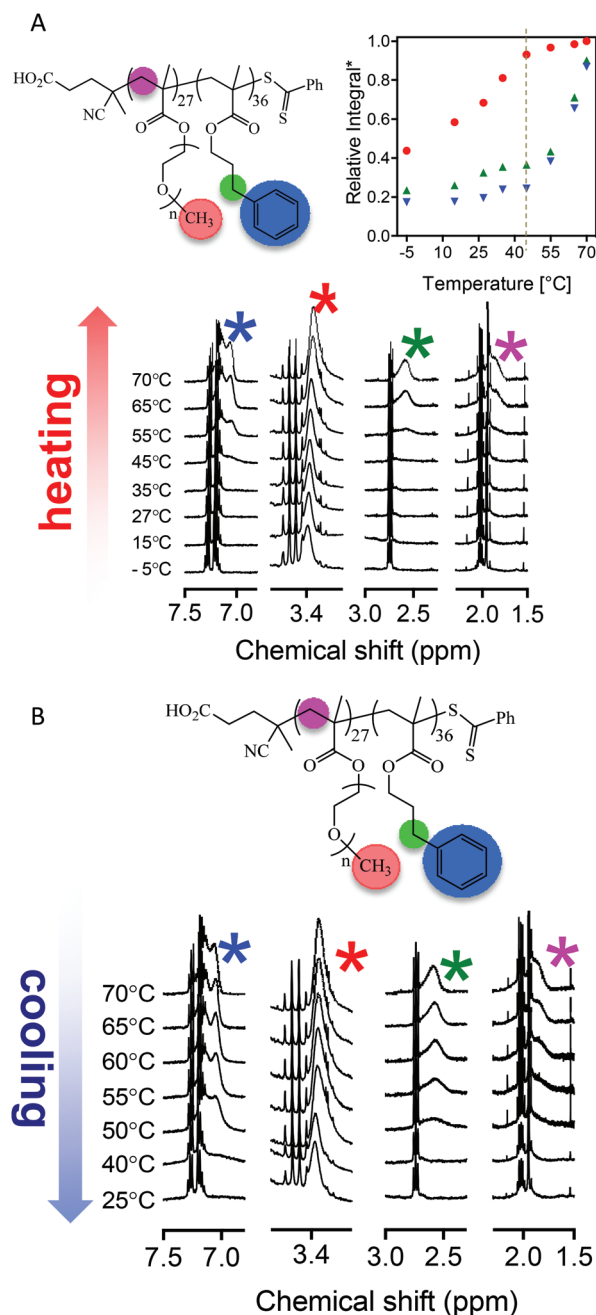 A
HO₂C
NC
27
36
S
Ph
S
O
O
O
O
O
n
CH₃
Relative Integral*
1.0
0.8
0.6
0.4
0.2
0.0
-5 10 25 40 55 70
Temperature [°C]
heating
* * * *
70°C
65°C
55°C
45°C
35°C
27°C
15°C
- 5°C
7.5 7.0 3.4 3.0 2.5 2.0 1.5
Chemical shift (ppm)
B
HO₂C
NC
27
36
S
Ph
S
O
O
O
O
O
n
CH₃
cooling
* * * *
70°C
65°C
60°C
55°C
50°C
40°C
25°C
7.5 7.0 3.4 3.0 2.5 2.0 1.5
Chemical shift (ppm)